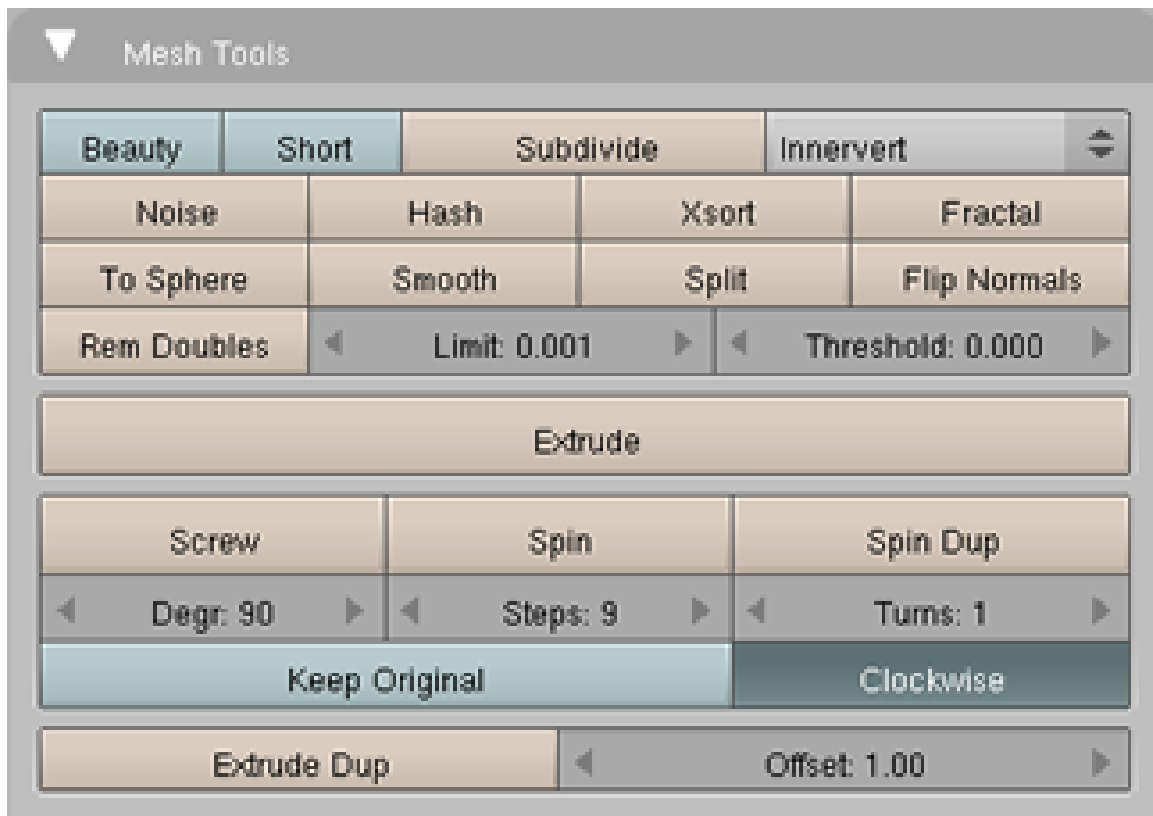 Mesh Tools
Beauty Short Subdivide Innervert
Noise Hash Xsort Fractal
To Sphere Smooth Split Flip Normals
Rem Doubles Limit: 0.001 Threshold: 0.000
Extrude
Screw Spin Spin Dup
Degr: 90 Steps: 9 Turns: 1
Keep Original Clockwise
Extrude Dup Offset: 1.00